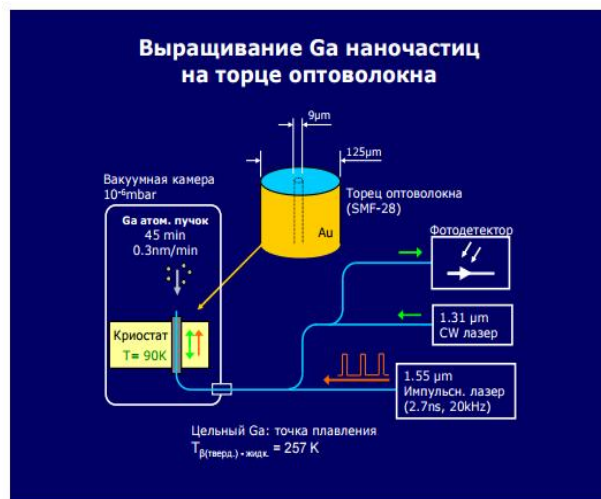 Выращивание Ga наночастиц
на торце оптоволокна
9μm
125μm
Вакуумная камера
10⁻⁶mbar
Торец оптоволокна
(SMF-28)
Ga атом. пучок
45 min
0.3nm/min
Au
Фотодетектор
Криостат
T= 90K
1.31 μm
CW лазер
1.55 μm
Импульсн. лазер
(2.7ns, 20kHz)
Цельный Ga: точка плавления
Tβ(тверд.) - жидк. = 257 K